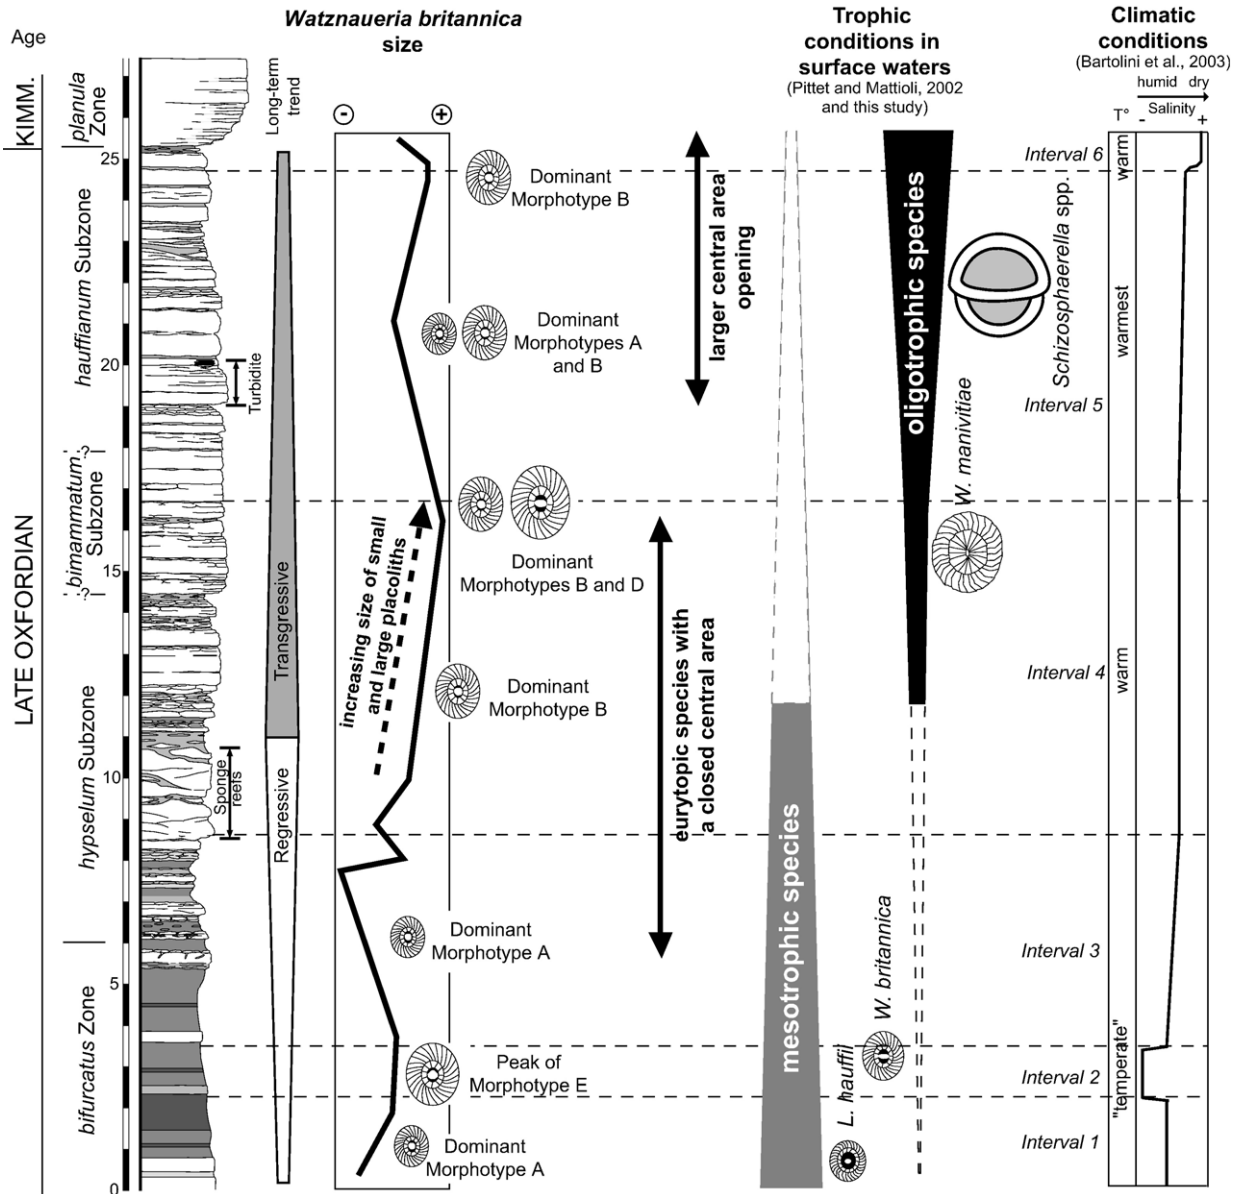 Age
Watznaueria britannica
size
Trophic
conditions in
surface waters
(Pittet and Mattioli, 2002
and this study)
Climatic
conditions
(Bartolini et al., 2003)
humid dry
Salinity
T° - +
KIMM.
planula
Zone
Long-term
trend
- +
25
Dominant
Morphotype B
larger central area
opening
oligotrophic species
Schizosphaerella spp.
Interval 6
warm
hauffianum Subzone
20
Turbidite
Dominant
Morphotypes A
and B
warmest
Interval 5
W. manivitiae
?
'bimammatum'
Subzone
?
15
LATE OXFORDIAN
Transgressive
increasing size of small
and large placoliths
Dominant
Morphotypes B and D
Dominant
Morphotype B
eurytopic species with
a closed central area
Interval 4
warm
hypselum Subzone
10
Sponge
reefs
Regressive
mesotrophic species
Dominant
Morphotype A
Interval 3
W. britannica
5
bifurcatus Zone
Peak of
Morphotype E
L. hauffii
Interval 2
"temperate"
Dominant
Morphotype A
Interval 1
0